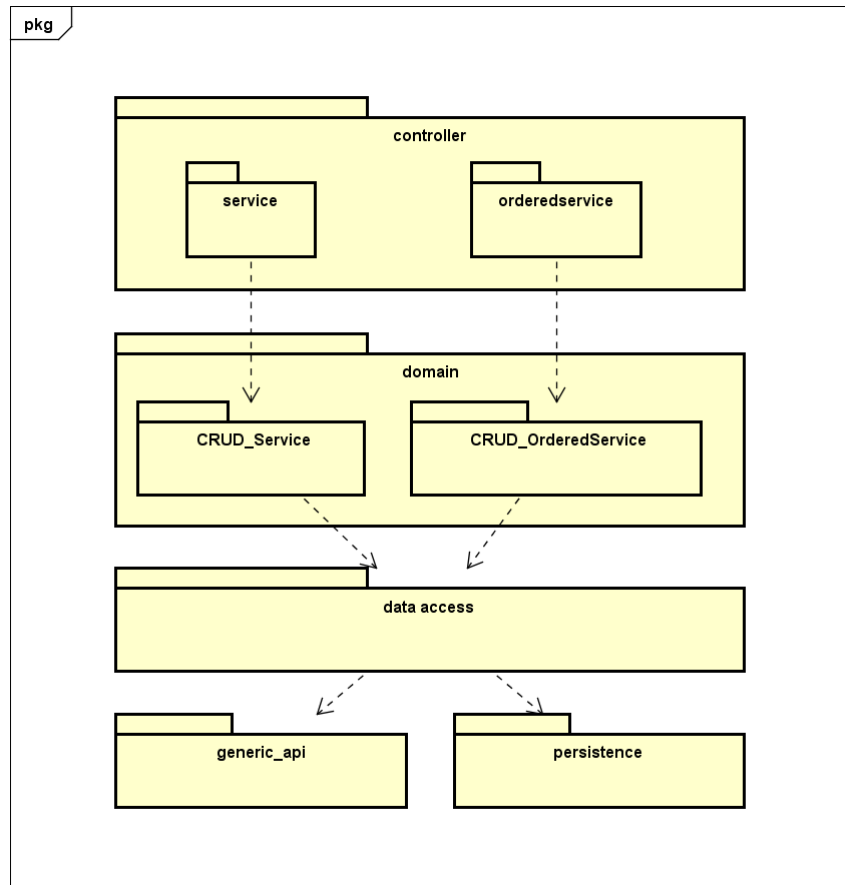 pkg
controller
service
orderedservice
domain
CRUD_Service
CRUD_OrderedService
data access
generic_api
persistence